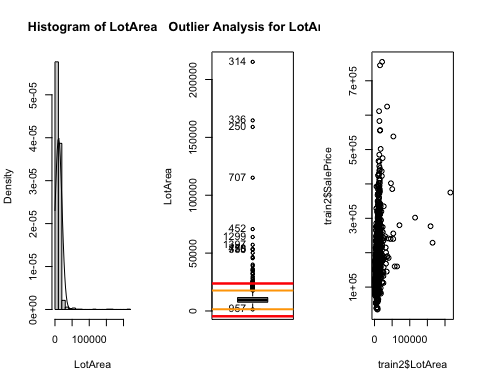 Histogram of LotArea
Density
0e+00
1e-05
2e-05
3e-05
4e-05
5e-05
0
100000
LotArea
Outlier Analysis for LotAr
LotArea
0
50000
100000
150000
200000
314
336
250
707
452
1299
957
train2$SalePrice
1e+05
3e+05
5e+05
7e+05
0
100000
train2$LotArea